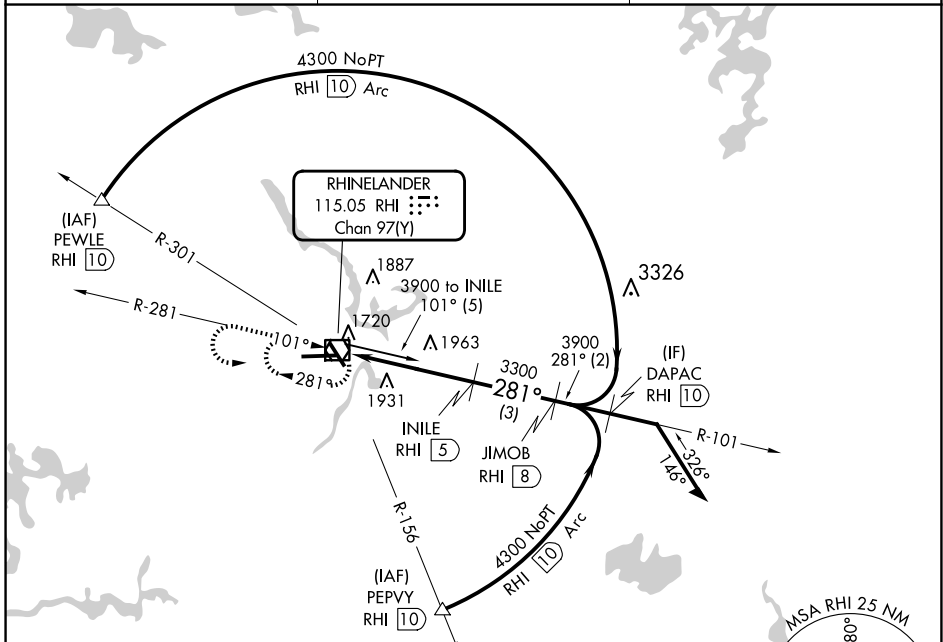 4300 NoPT
RHI 10 Arc
RHINELANDER
115.05 RHI
Chan 97(Y)
(IAF)
PEWLE
RHI 10
R-301
R-281
1887
3900 to INILE
101° (5)
3326
1720
1963
101°
281°
1931
3900
281° (2)
(IF)
DAPAC
RHI 10
3300
281°
(3)
INILE
RHI 5
JIMOB
RHI 8
R-101
326°
146°
R-156
4300 NoPT
RHI 10 Arc
(IAF)
PEPVY
RHI 10
MSA RHI 25 NM
80°